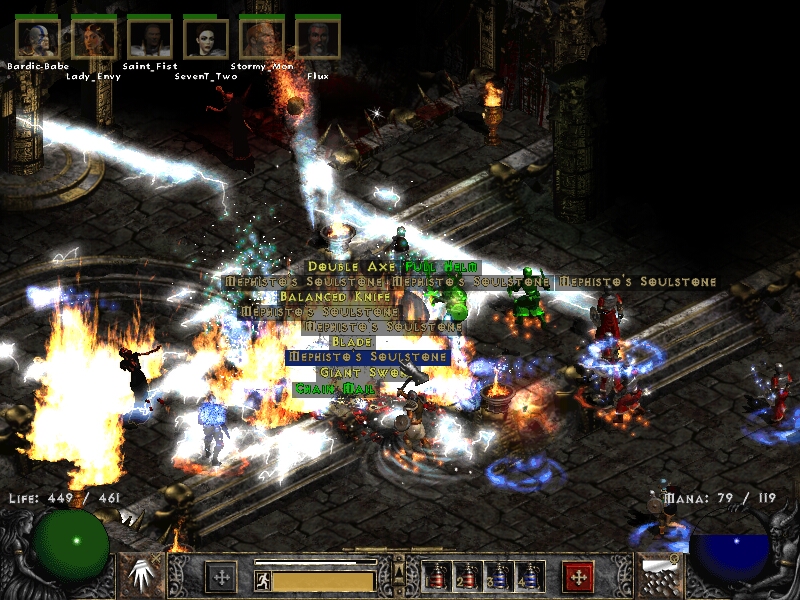 Bardic-Babe
Lady_Envy
Saint_Fist
SevenT_Two
Stormy_Mon
Flux
Double Axe Full Helm
Mephisto's Soulstone Mephisto's Soulstone Mephisto's Soulstone
Balanced Knife
Mephisto's Soulstone
Mephisto's Soulstone
Blade
Mephisto's Soulstone
Giant
Chain Mail
Life: 449 / 461
Mana: 79 / 119
2
3
4